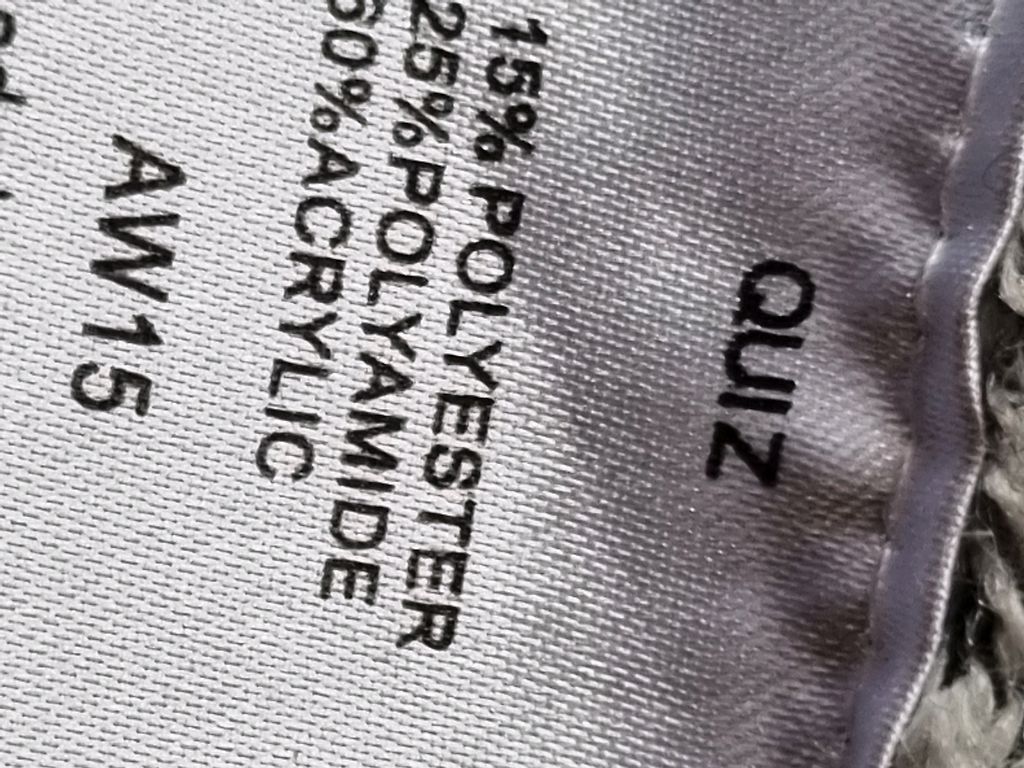 QUIZ
15% POLYESTER
25%POLYAMIDE
60%ACRYLIC
AW15